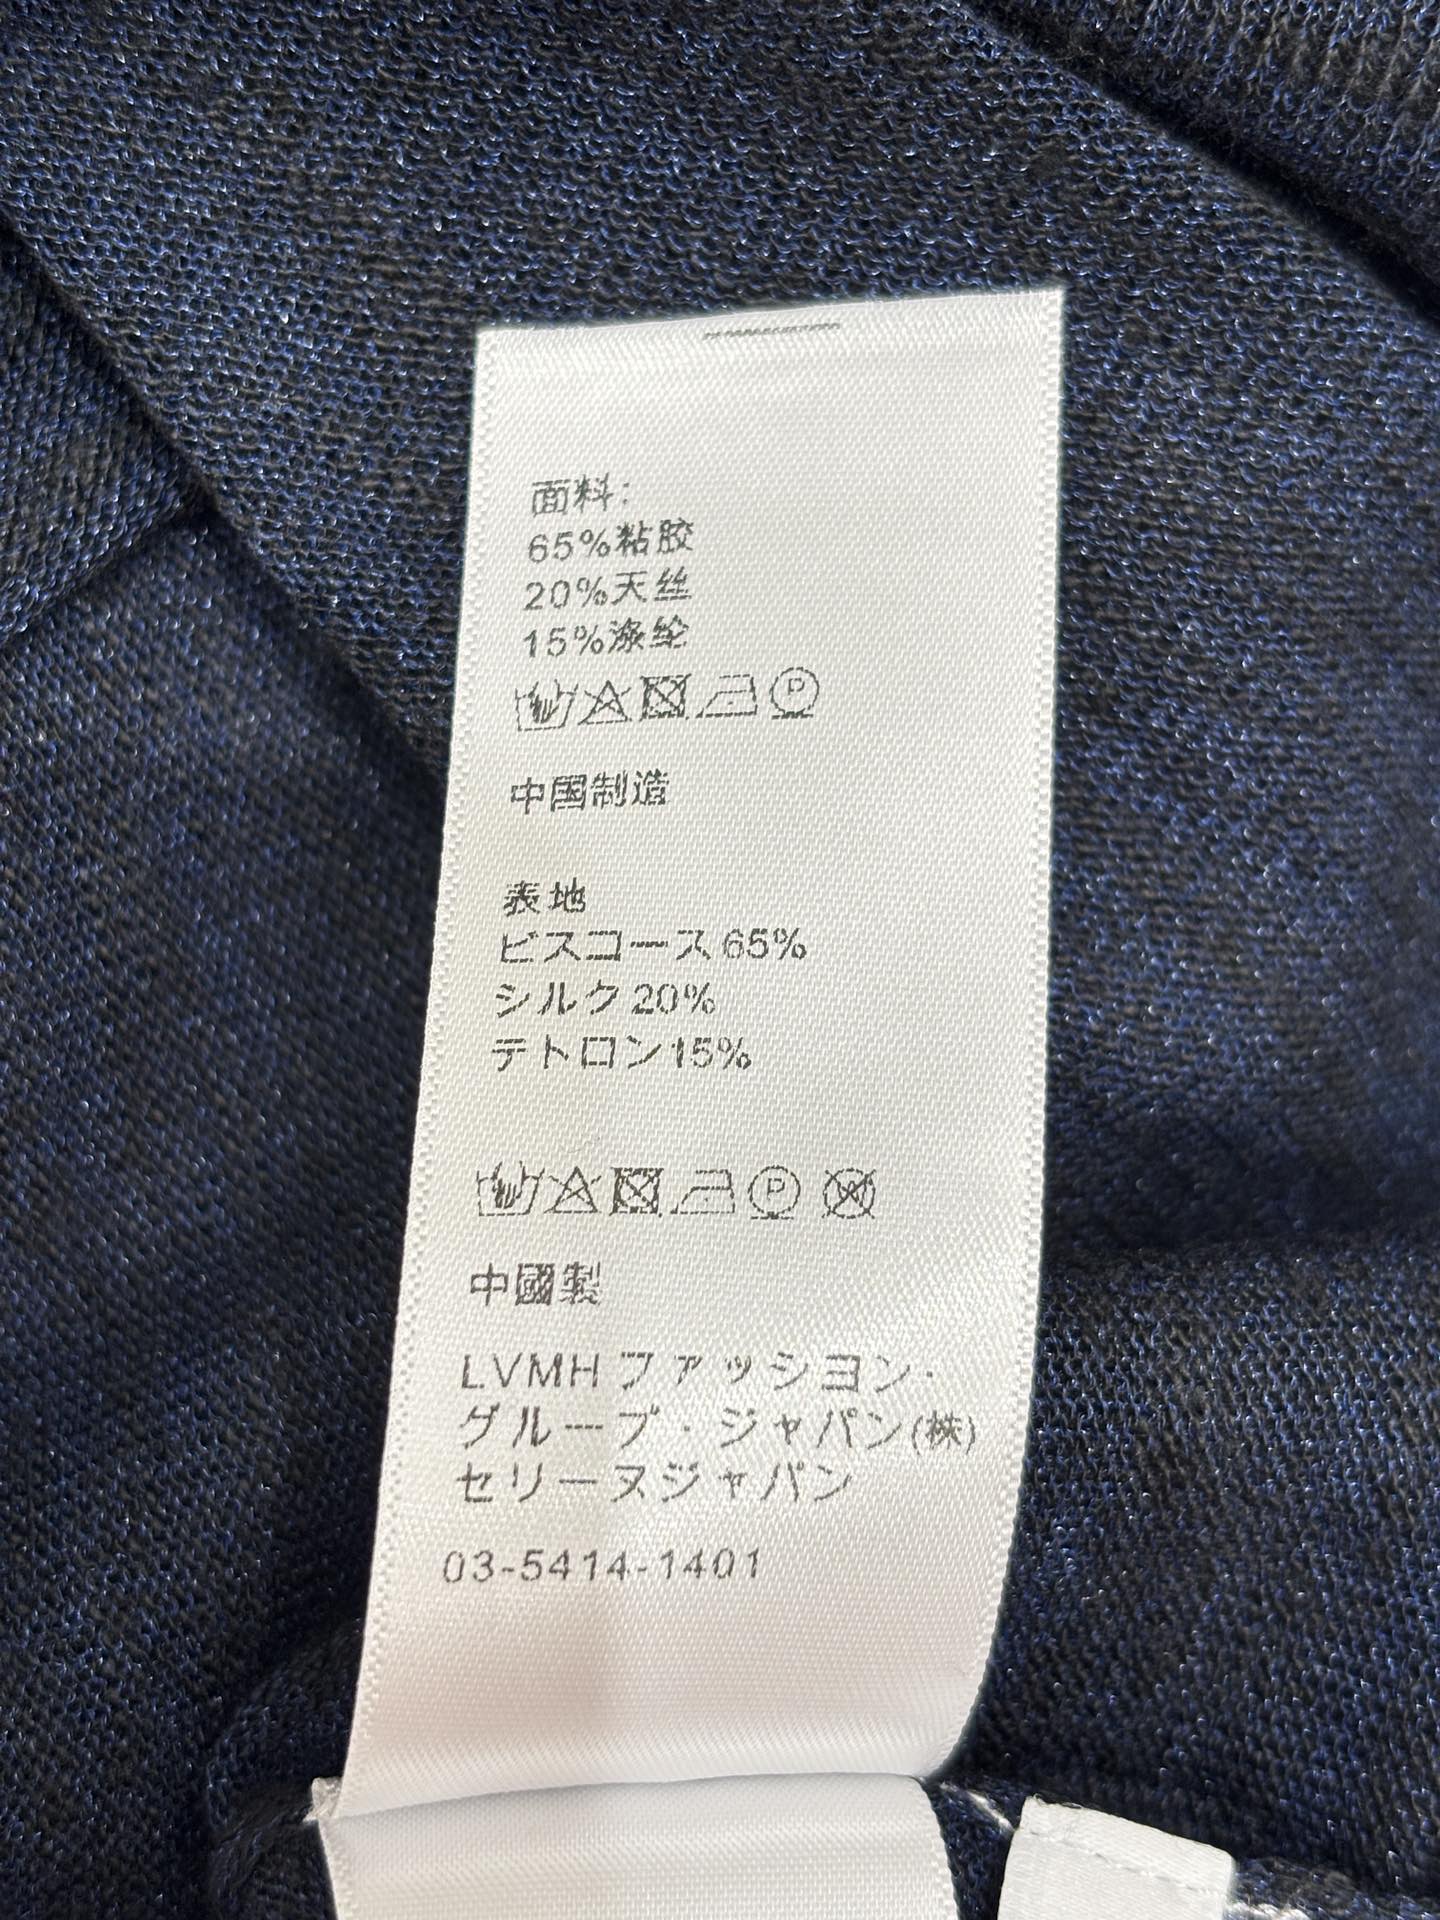 面料:
65%粘胶
20%天丝
15%涤纶
P
中国制造
表地
ビスコース65%
シルク20%
テトロン15%
P W
中國製
LVMHファッシヨン·
グループ·ジャパン(株)
セリーヌジャパン
03-5414-1401